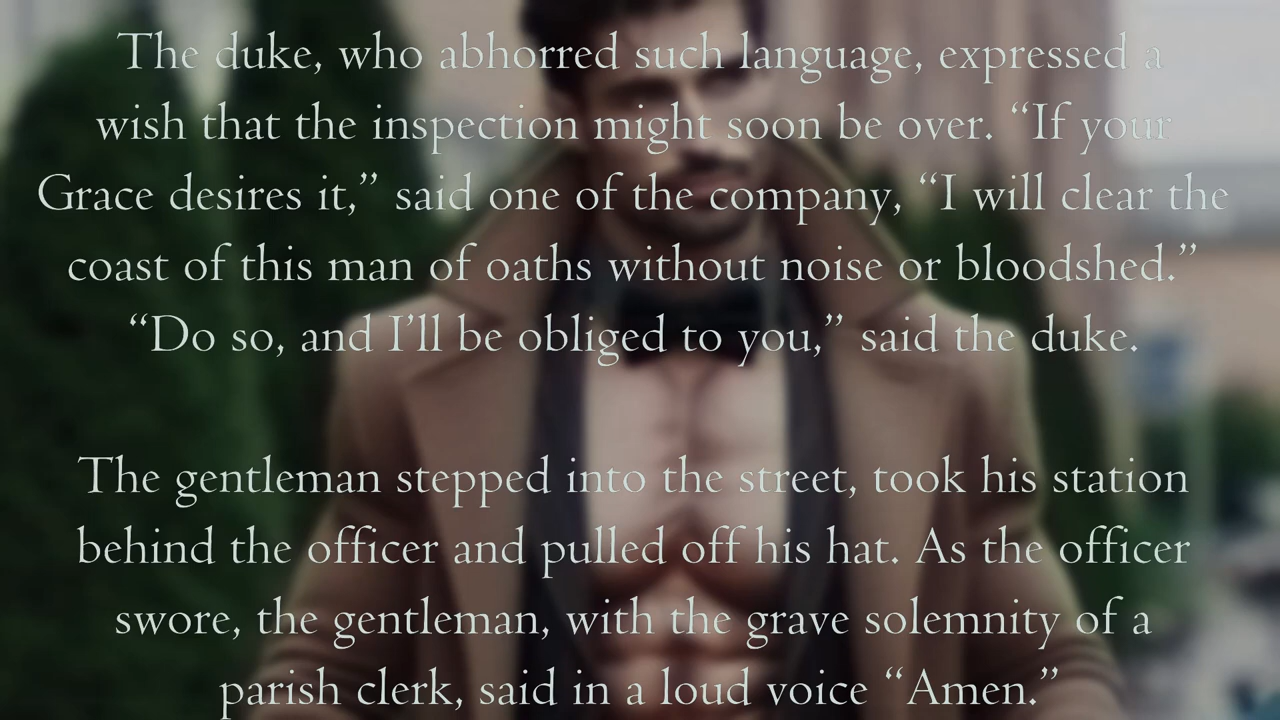 The duke, who abhorred such language, expressed a
wish that the inspection might soon be over. “If your
Grace desires it,” said one of the company, “I will clear the
coast of this man of oaths without noise or bloodshed.”
“Do so, and I’ll be obliged to you,” said the duke.
The gentleman stepped into the street, took his station
behind the officer and pulled off his hat. As the officer
swore, the gentleman, with the grave solemnity of a
parish clerk, said in a loud voice “Amen.”